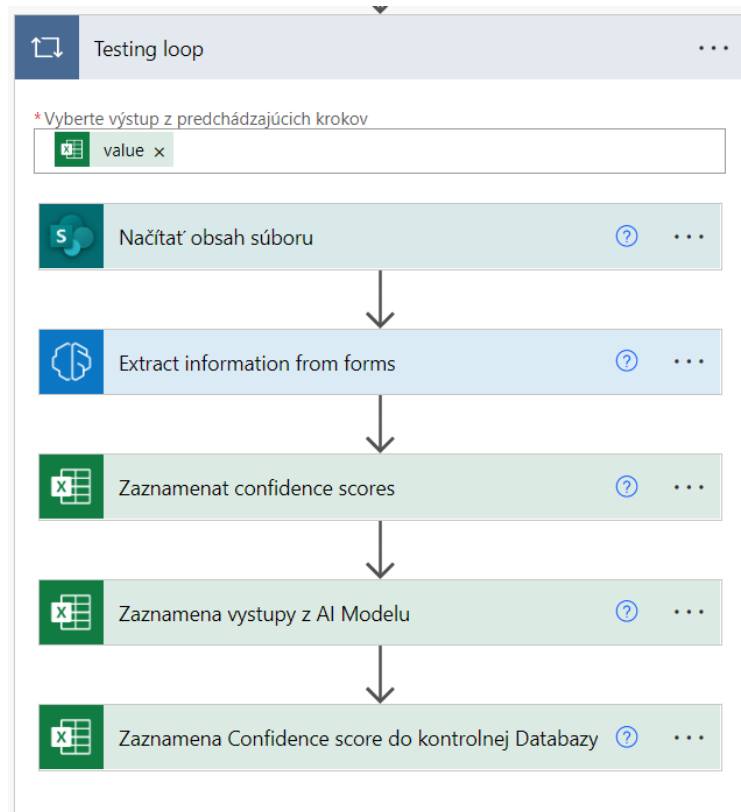 Testing loop
* Vyberte výstup z predchádzajúcich krokov
value ×
Načítať obsah súboru
Extract information from forms
Zaznamenat confidence scores
Zaznamena vystupy z AI Modelu
Zaznamena Confidence score do kontrolnej Databazy